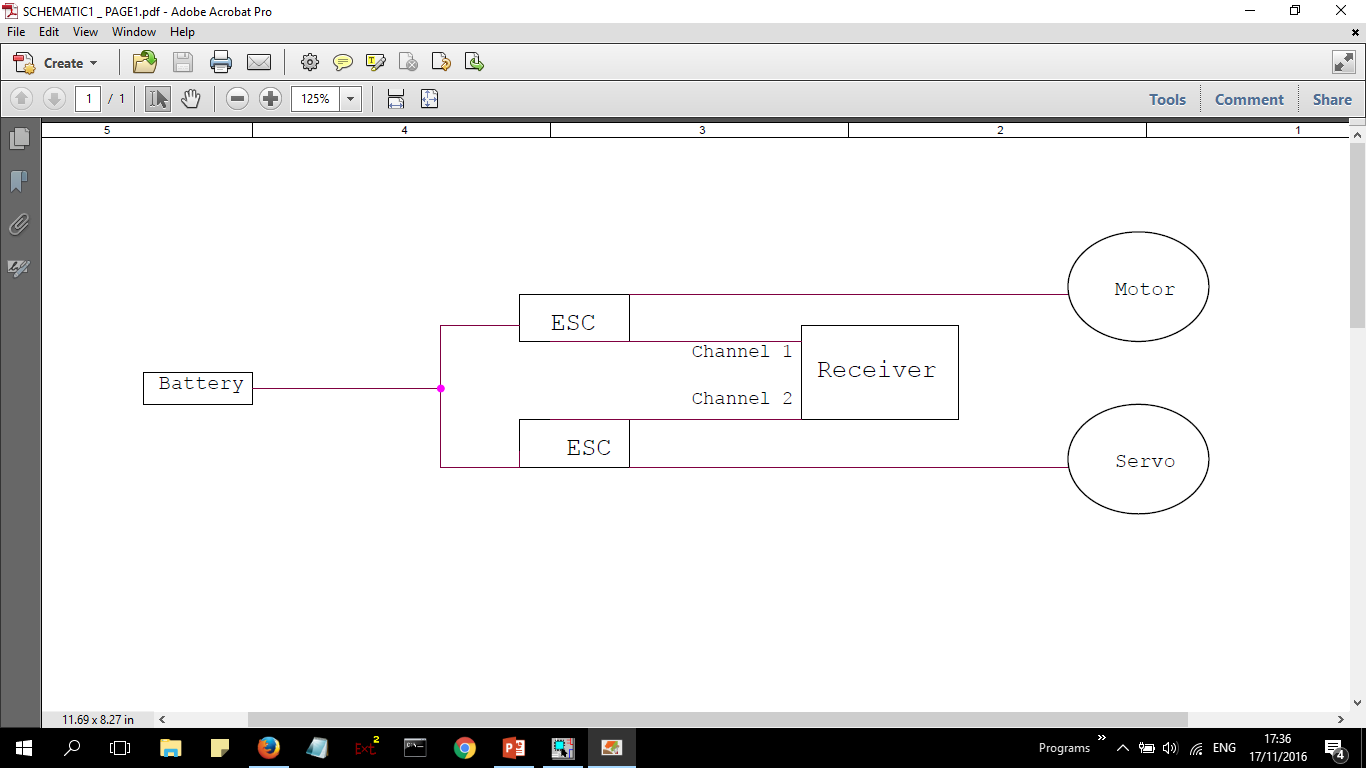 SCHEMATIC1 _ PAGE1.pdf - Adobe Acrobat Pro
File Edit View Window Help
Create
1 / 1
125%
Tools Comment Share
5 4 3 2 1
Motor
ESC
Channel 1
Receiver
Battery
Channel 2
ESC
Servo
11.69 x 8.27 in
Ext2
C:\_
Programs
ENG
17:36
17/11/2016
4